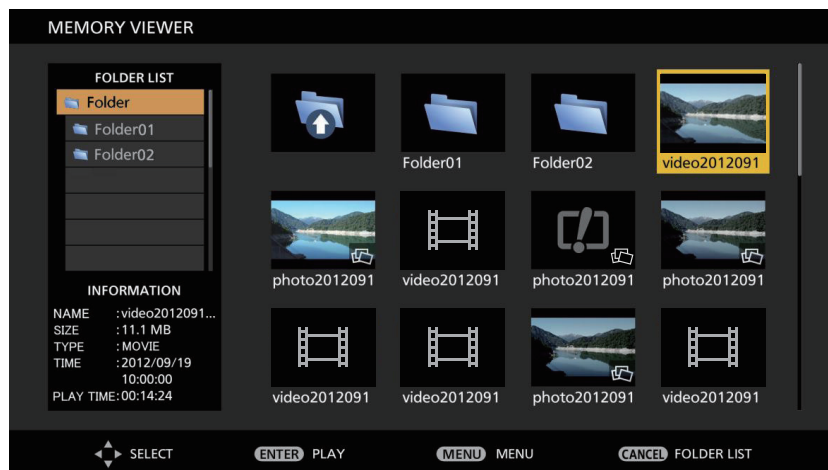 MEMORY VIEWER
FOLDER LIST
Folder
Folder01
Folder02
INFORMATION
NAME :video2012091...
SIZE :11.1 MB
TYPE :MOVIE
TIME :2012/09/19
10:00:00
PLAY TIME:00:14:24
Folder01 Folder02 video2012091
photo2012091 video2012091 photo2012091 photo2012091
video2012091 video2012091 photo2012091 video2012091
SELECT ENTER PLAY MENU MENU CANCEL FOLDER LIST